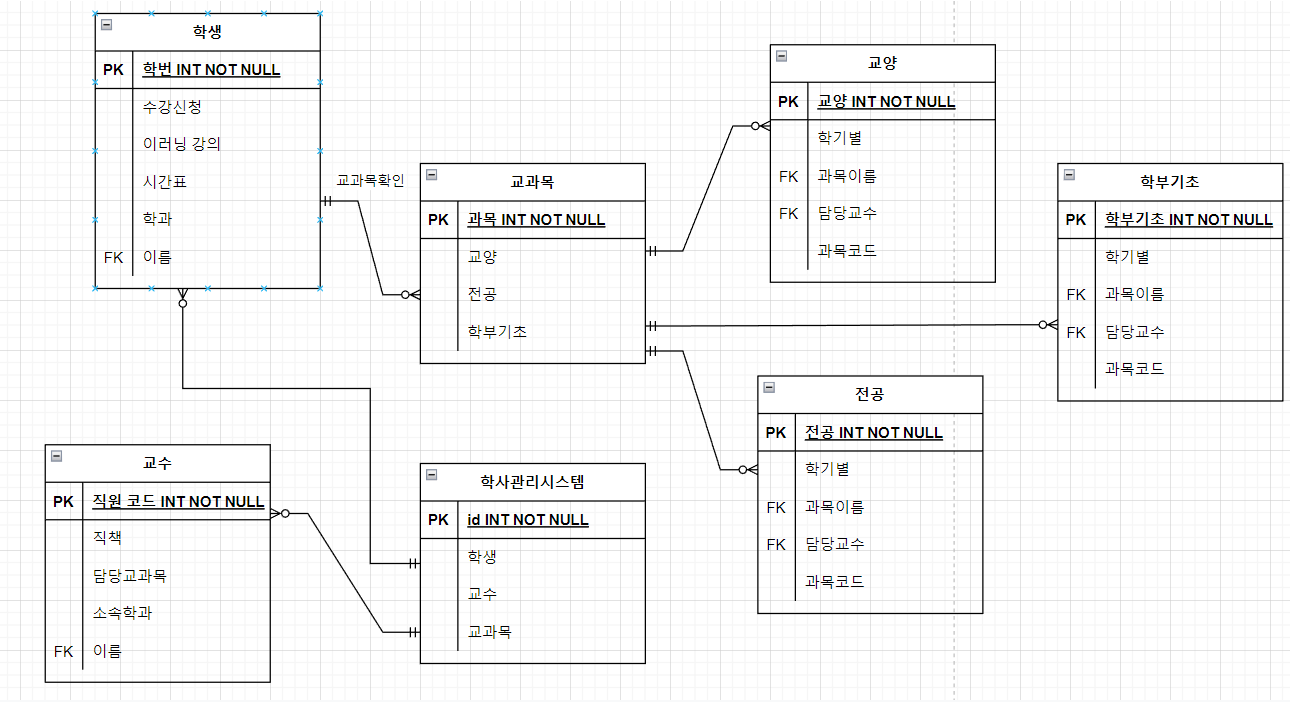 학생
PK 학번 INT NOT NULL
수강신청
이러닝 강의
시간표
학과
FK 이름
교과목확인
교과목
PK 과목 INT NOT NULL
교양
전공
학부기초
교양
PK 교양 INT NOT NULL
학기별
FK 과목이름
FK 담당교수
과목코드
학부기초
PK 학부기초 INT NOT NULL
학기별
FK 과목이름
FK 담당교수
과목코드
전공
PK 전공 INT NOT NULL
학기별
FK 과목이름
FK 담당교수
과목코드
교수
PK 직원 코드 INT NOT NULL
직책
담당교과목
소속학과
FK 이름
학사관리시스템
PK id INT NOT NULL
학생
교수
교과목